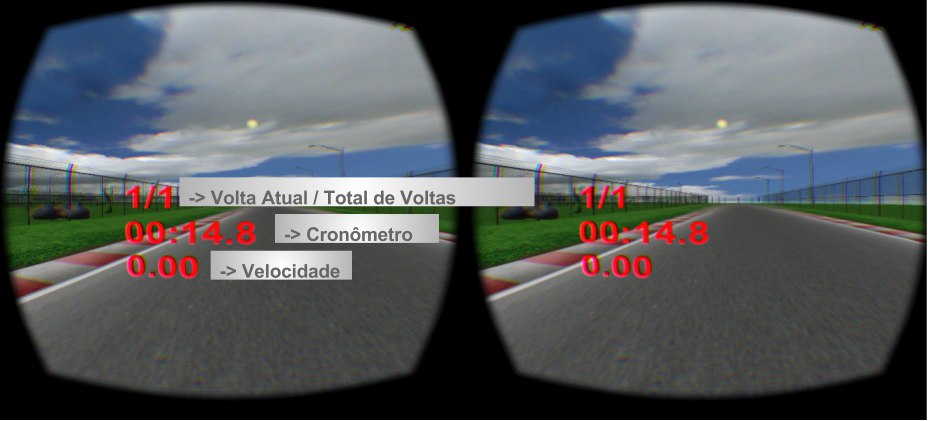 1/1 -> Volta Atual / Total de Voltas
00:14.8 -> Cronômetro
0.00 -> Velocidade
1/1
00:14.8
0.00